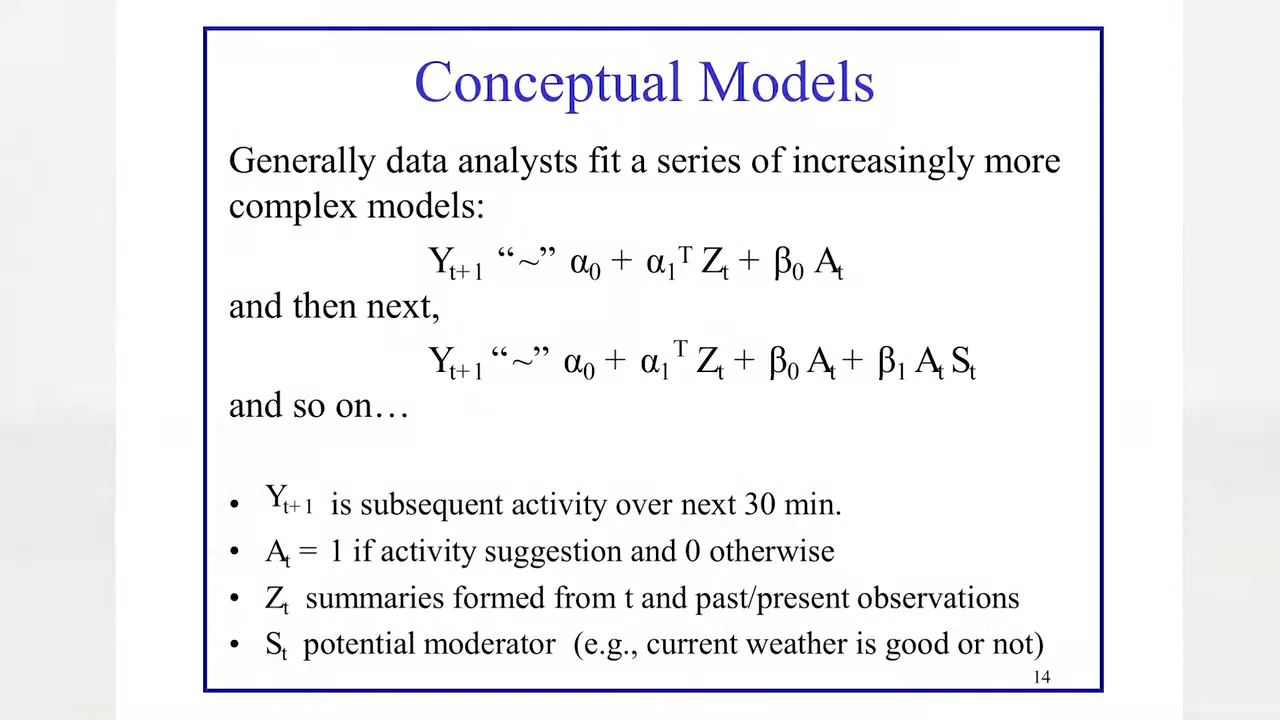 Conceptual Models
Generally data analysts fit a series of increasingly more
complex models:
Yₜ₊₁ “~” α₀ + α₁ᵀ Zₜ + β₀ Aₜ
and then next,
Yₜ₊₁ “~” α₀ + α₁ᵀ Zₜ + β₀ Aₜ + β₁ Aₜ Sₜ
and so on…
• Yₜ₊₁ is subsequent activity over next 30 min.
• Aₜ = 1 if activity suggestion and 0 otherwise
• Zₜ summaries formed from t and past/present observations
• Sₜ potential moderator (e.g., current weather is good or not)
14